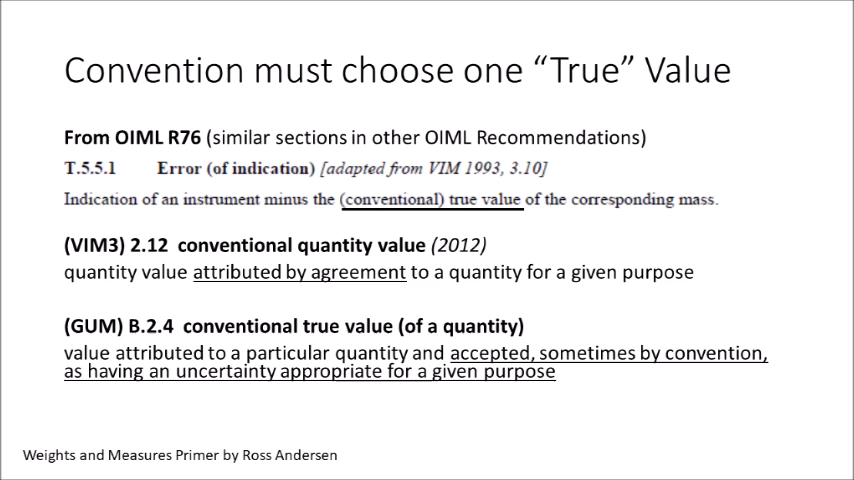 Convention must choose one “True” Value
From OIML R76 (similar sections in other OIML Recommendations)
T.5.5.1 Error (of indication) [adapted from VIM 1993, 3.10]
Indication of an instrument minus the (conventional) true value of the corresponding mass.
(VIM3) 2.12 conventional quantity value (2012)
quantity value attributed by agreement to a quantity for a given purpose
(GUM) B.2.4 conventional true value (of a quantity)
value attributed to a particular quantity and accepted, sometimes by convention,
as having an uncertainty appropriate for a given purpose
Weights and Measures Primer by Ross Andersen